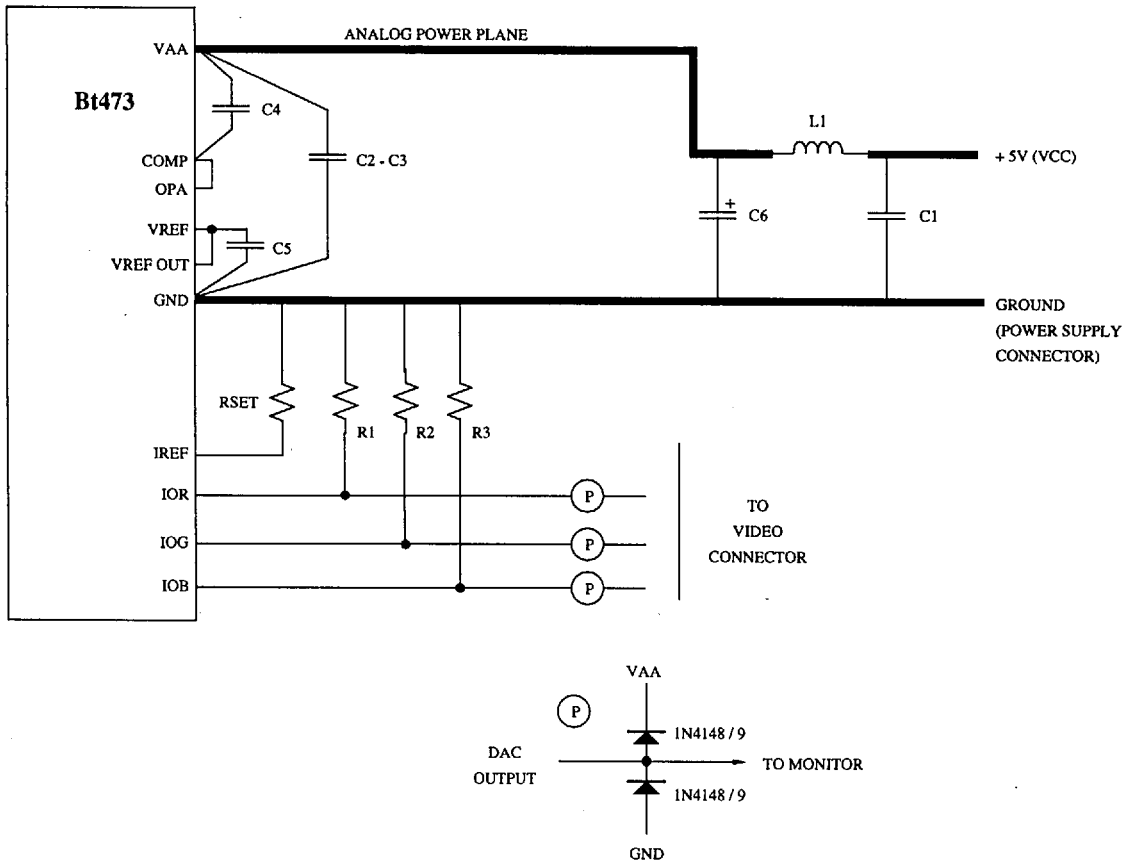 ANALOG POWER PLANE
VAA
Bt473
C4
L1
COMP
C2 - C3
+ 5V (VCC)
OPA
+
C6
C1
VREF
C5
VREF OUT
GND
GROUND
(POWER SUPPLY
CONNECTOR)
RSET
R1
R2
R3
IREF
IOR
P
TO
VIDEO
CONNECTOR
IOG
P
IOB
P
VAA
P
1N4148 / 9
DAC
OUTPUT
TO MONITOR
1N4148 / 9
GND